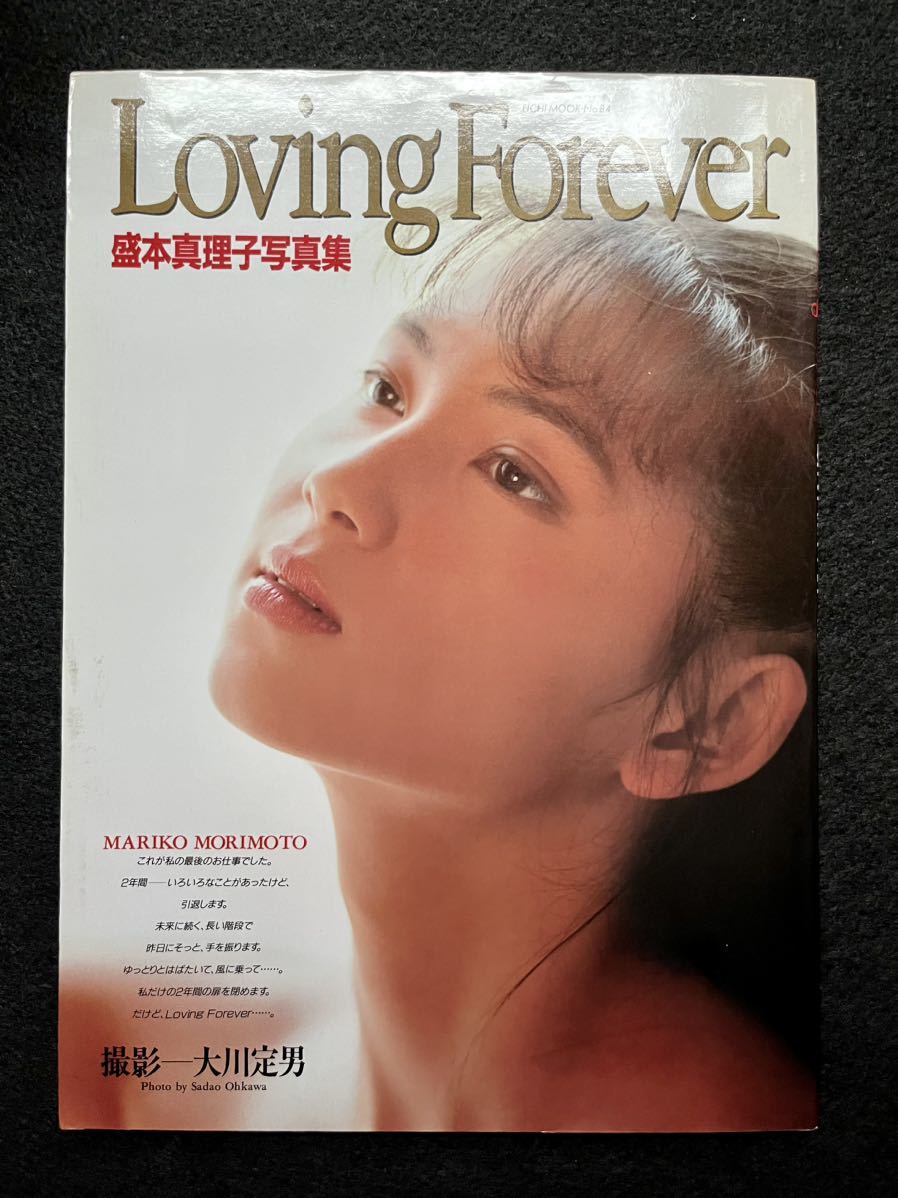 EICHI MOOK No.84
Loving Forever
盛本真理子写真集
MARIKO MORIMOTO
これが私の最後のお仕事でした。
2年間──いろいろなことがあったけど、
引退します。
未来に続く、長い階段で
昨日にそっと、手を振ります。
ゆっとりとはばたいて、風に乗って……。
私だけの2年間の扉を閉めます。
だけど、Loving Forever……。
撮影─大川定男
Photo by Sadao Ohkawa